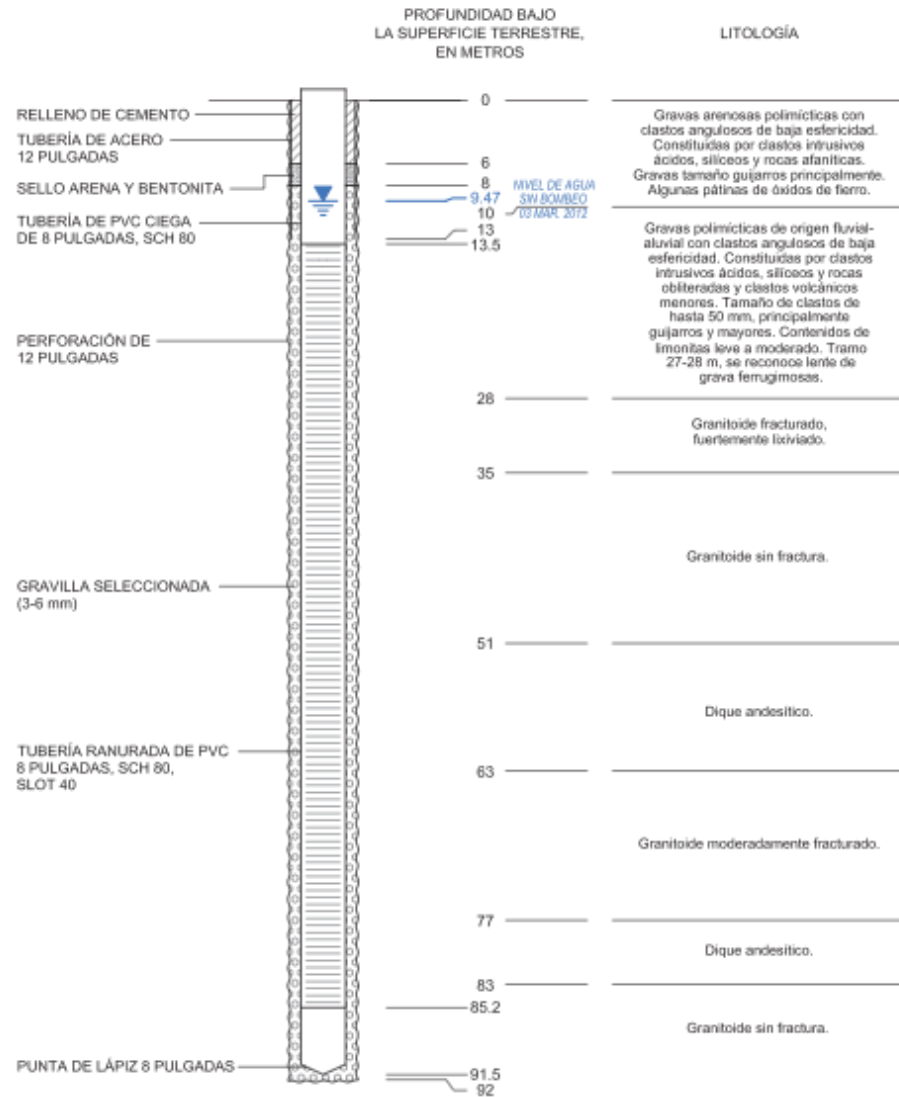 PROFUNDIDAD BAJO
LA SUPERFICIE TERRESTRE,
EN METROS
LITOLOGÍA
RELLENO DE CEMENTO
TUBERÍA DE ACERO
12 PULGADAS
SELLO ARENA Y BENTONITA
TUBERÍA DE PVC CIEGA
DE 8 PULGADAS, SCH 80
PERFORACIÓN DE
12 PULGADAS
GRAVILLA SELECCIONADA
(3-6 mm)
TUBERÍA RANURADA DE PVC
8 PULGADAS, SCH 80,
SLOT 40
PUNTA DE LÁPIZ 8 PULGADAS
0
6
8
9.47
10
13
13.5
28
35
51
63
77
83
85.2
91.5
92
NIVEL DE AGUA
SIN BOMBEO
03 MAR. 2012
Gravas arenosas polimícticas con
clastos angulosos de baja esfericidad.
Constituidas por clastos intrusivos
ácidos, silíceos y rocas afaníticas.
Gravas tamaño guijarros principalmente.
Algunas pátinas de óxidos de fierro.
Gravas polimícticas de origen fluvial-
aluvial con clastos angulosos de baja
esfericidad. Constituidas por clastos
intrusivos ácidos, silíceos y rocas
obliteradas y clastos volcánicos
menores. Tamaño de clastos de
hasta 50 mm, principalmente
guijarros y mayores. Contenidos de
limonitas leve a moderado. Tramo
27-28 m, se reconoce lente de
grava ferrugimosas.
Granitoide fracturado,
fuertemente lixiviado.
Granitoide sin fractura.
Dique andesítico.
Granitoide moderadamente fracturado.
Dique andesítico.
Granitoide sin fractura.